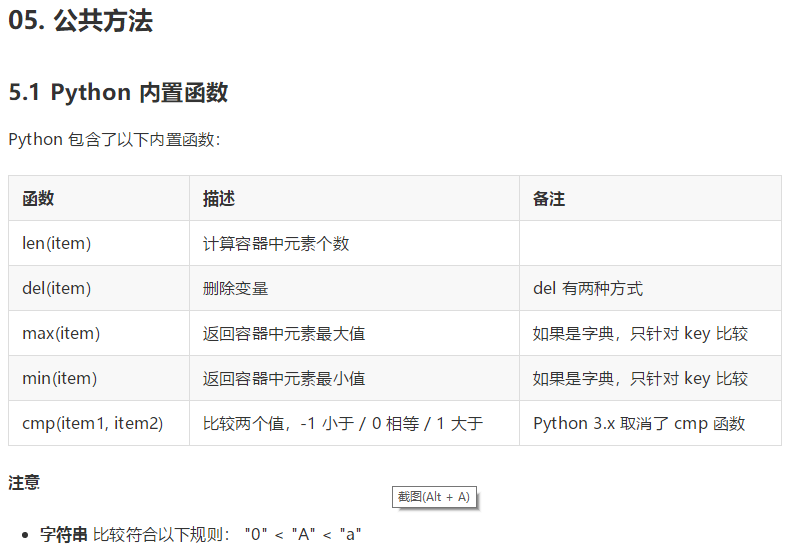 05. 公共方法
5.1 Python 内置函数
Python 包含了以下内置函数：
函数 描述 备注
len(item) 计算容器中元素个数
del(item) 删除变量 del 有两种方式
max(item) 返回容器中元素最大值 如果是字典，只针对 key 比较
min(item) 返回容器中元素最小值 如果是字典，只针对 key 比较
cmp(item1, item2) 比较两个值，-1 小于 / 0 相等 / 1 大于 Python 3.x 取消了 cmp 函数
注意
截图(Alt + A)
• 字符串 比较符合以下规则： "0" < "A" < "a"